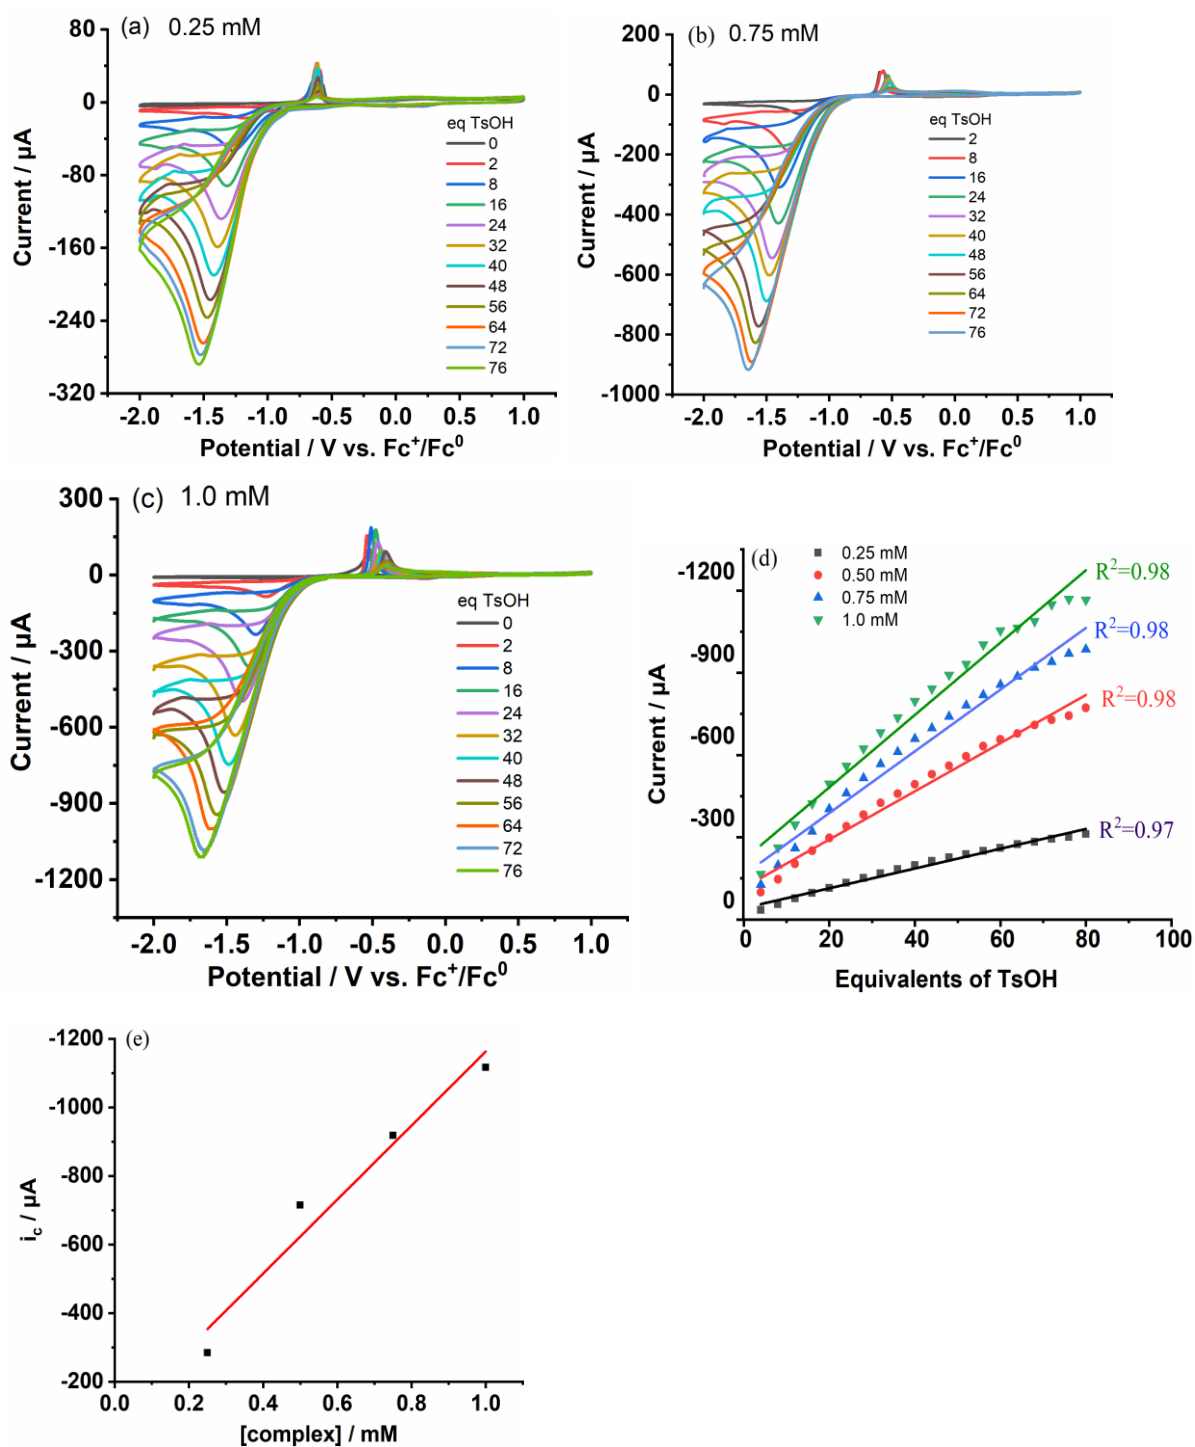 (a) 0.25 mM
80
0
-80
-160
-240
-320
Current / µA
eq TsOH
0
2
8
16
24
32
40
48
56
64
72
76
-2.0 -1.5 -1.0 -0.5 0.0 0.5 1.0
Potential / V vs. Fc⁺/Fc⁰
(b) 0.75 mM
200
0
-200
-400
-600
-800
-1000
Current / µA
eq TsOH
2
8
16
24
32
40
48
56
64
72
76
-2.0 -1.5 -1.0 -0.5 0.0 0.5 1.0
Potential / V vs. Fc⁺/Fc⁰
(c) 1.0 mM
300
0
-300
-600
-900
-1200
Current / µA
eq TsOH
0
2
8
16
24
32
40
48
56
64
72
76
-2.0 -1.5 -1.0 -0.5 0.0 0.5 1.0
Potential / V vs. Fc⁺/Fc⁰
(d)
0.25 mM
0.50 mM
0.75 mM
1.0 mM
R²=0.98
R²=0.98
R²=0.98
R²=0.97
-1200
-900
-600
-300
0
Current / µA
0 20 40 60 80 100
Equivalents of TsOH
(e)
-1200
-1000
-800
-600
-400
-200
i_c / µA
0.0 0.2 0.4 0.6 0.8 1.0
[complex] / mM